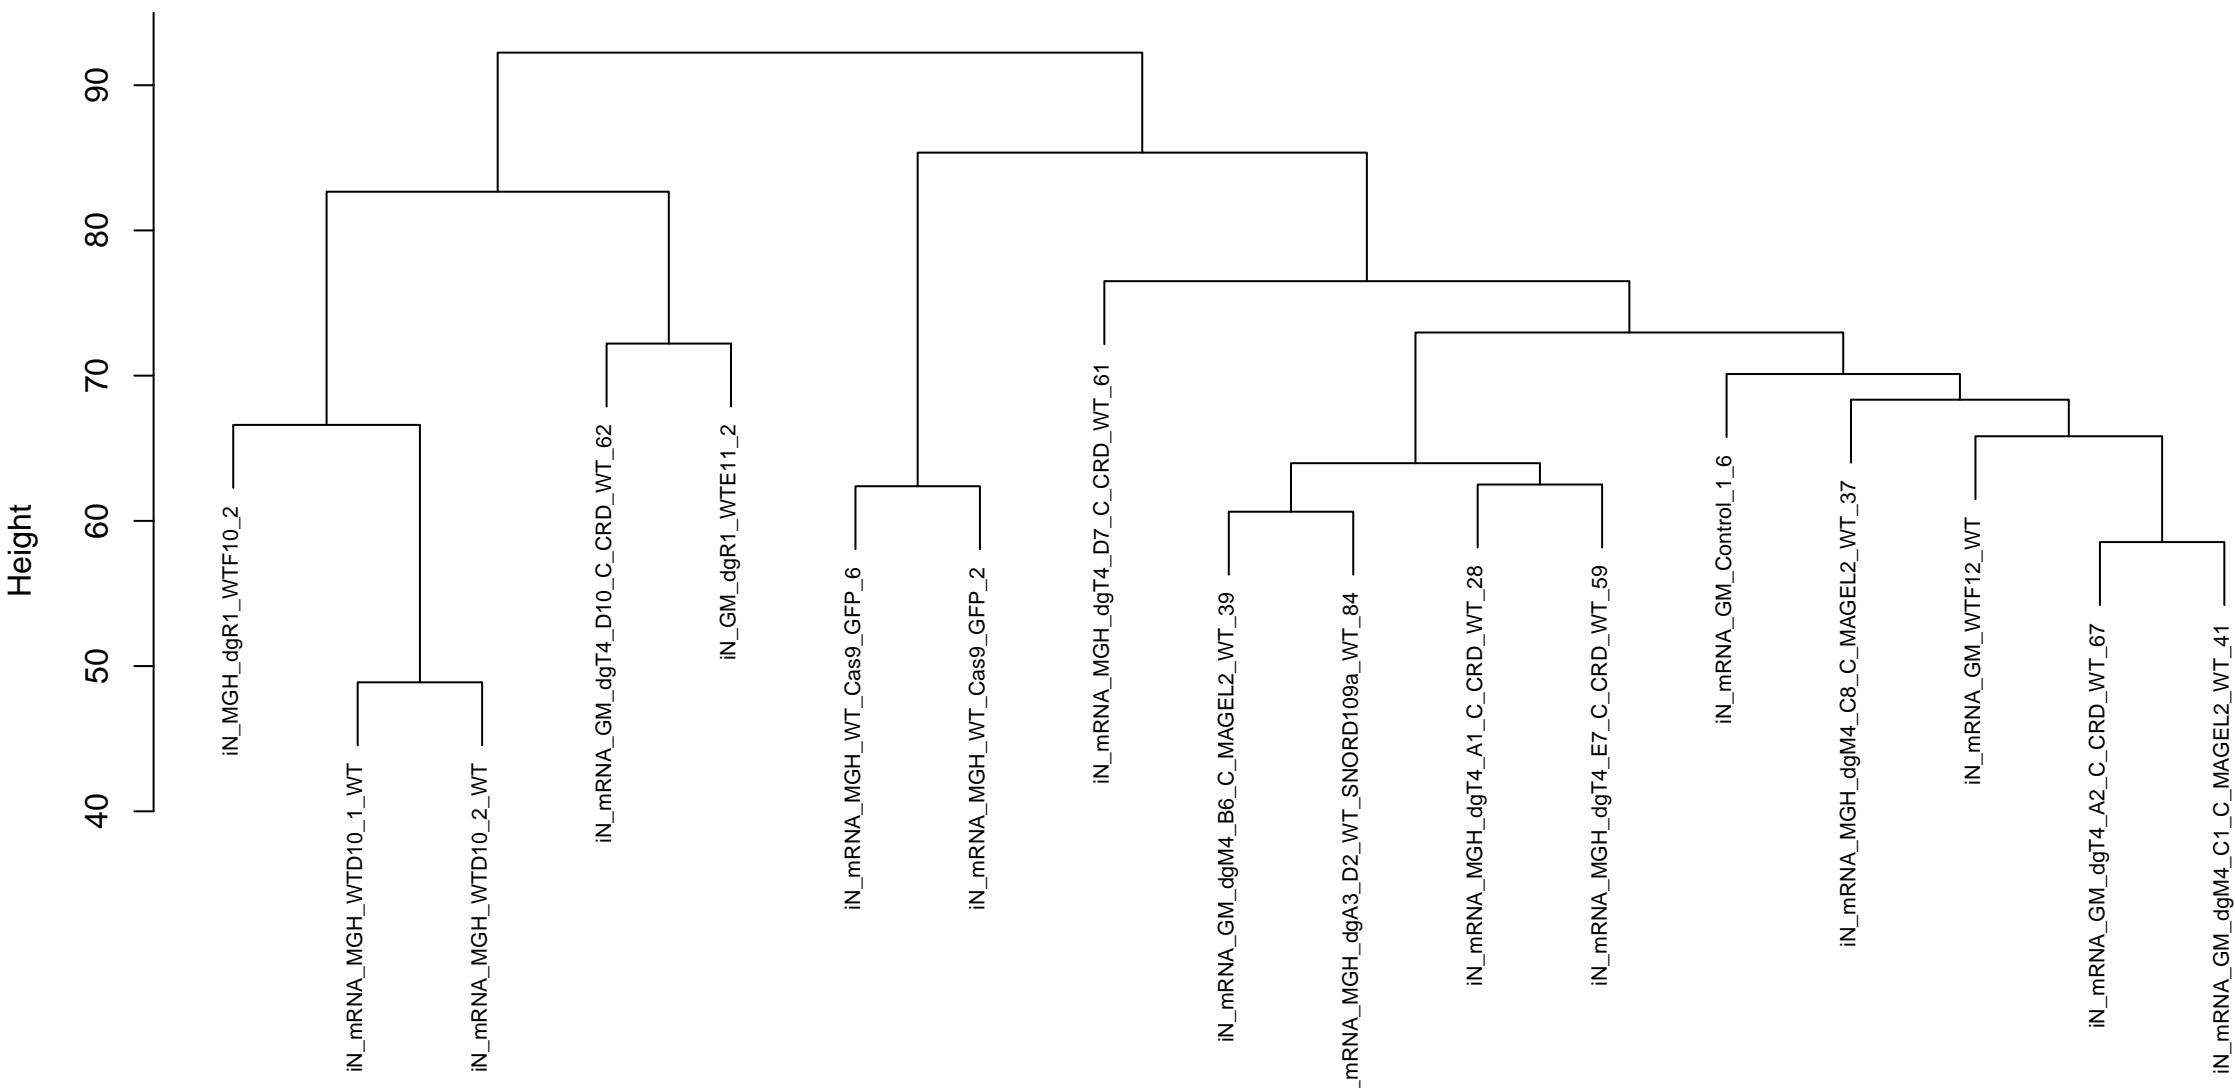 Height
90
80
70
60
50
40
iN_MGH_dgR1_WTF10_2
iN_mRNA_MGH_WTD10_1_WT
iN_mRNA_MGH_WTD10_2_WT
iN_mRNA_GM_dgT4_D10_C_CRD_WT_62
iN_GM_dgR1_WTE11_2
iN_mRNA_MGH_WT_Cas9_GFP_6
iN_mRNA_MGH_WT_Cas9_GFP_2
iN_mRNA_MGH_dgT4_D7_C_CRD_WT_61
iN_mRNA_GM_dgM4_B6_C_MAGEL2_WT_39
_mRNA_MGH_dgA3_D2_WT_SNORD109a_WT_84
iN_mRNA_MGH_dgT4_A1_C_CRD_WT_28
iN_mRNA_MGH_dgT4_E7_C_CRD_WT_59
iN_mRNA_GM_Control_1_6
iN_mRNA_MGH_dgM4_C8_C_MAGEL2_WT_37
iN_mRNA_GM_WTF12_WT
iN_mRNA_GM_dgT4_A2_C_CRD_WT_67
iN_mRNA_GM_dgM4_C1_C_MAGEL2_WT_41